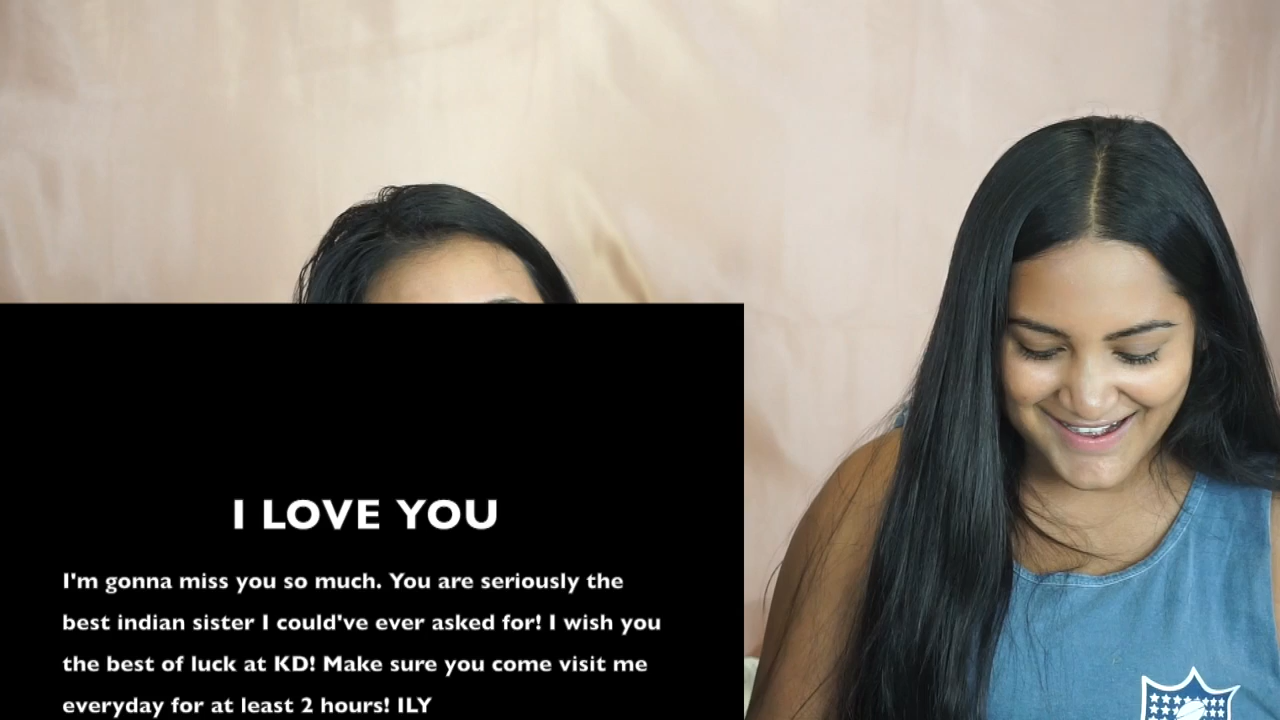 I LOVE YOU
I'm gonna miss you so much. You are seriously the
best indian sister I could've ever asked for! I wish you
the best of luck at KD! Make sure you come visit me
everyday for at least 2 hours! ILY